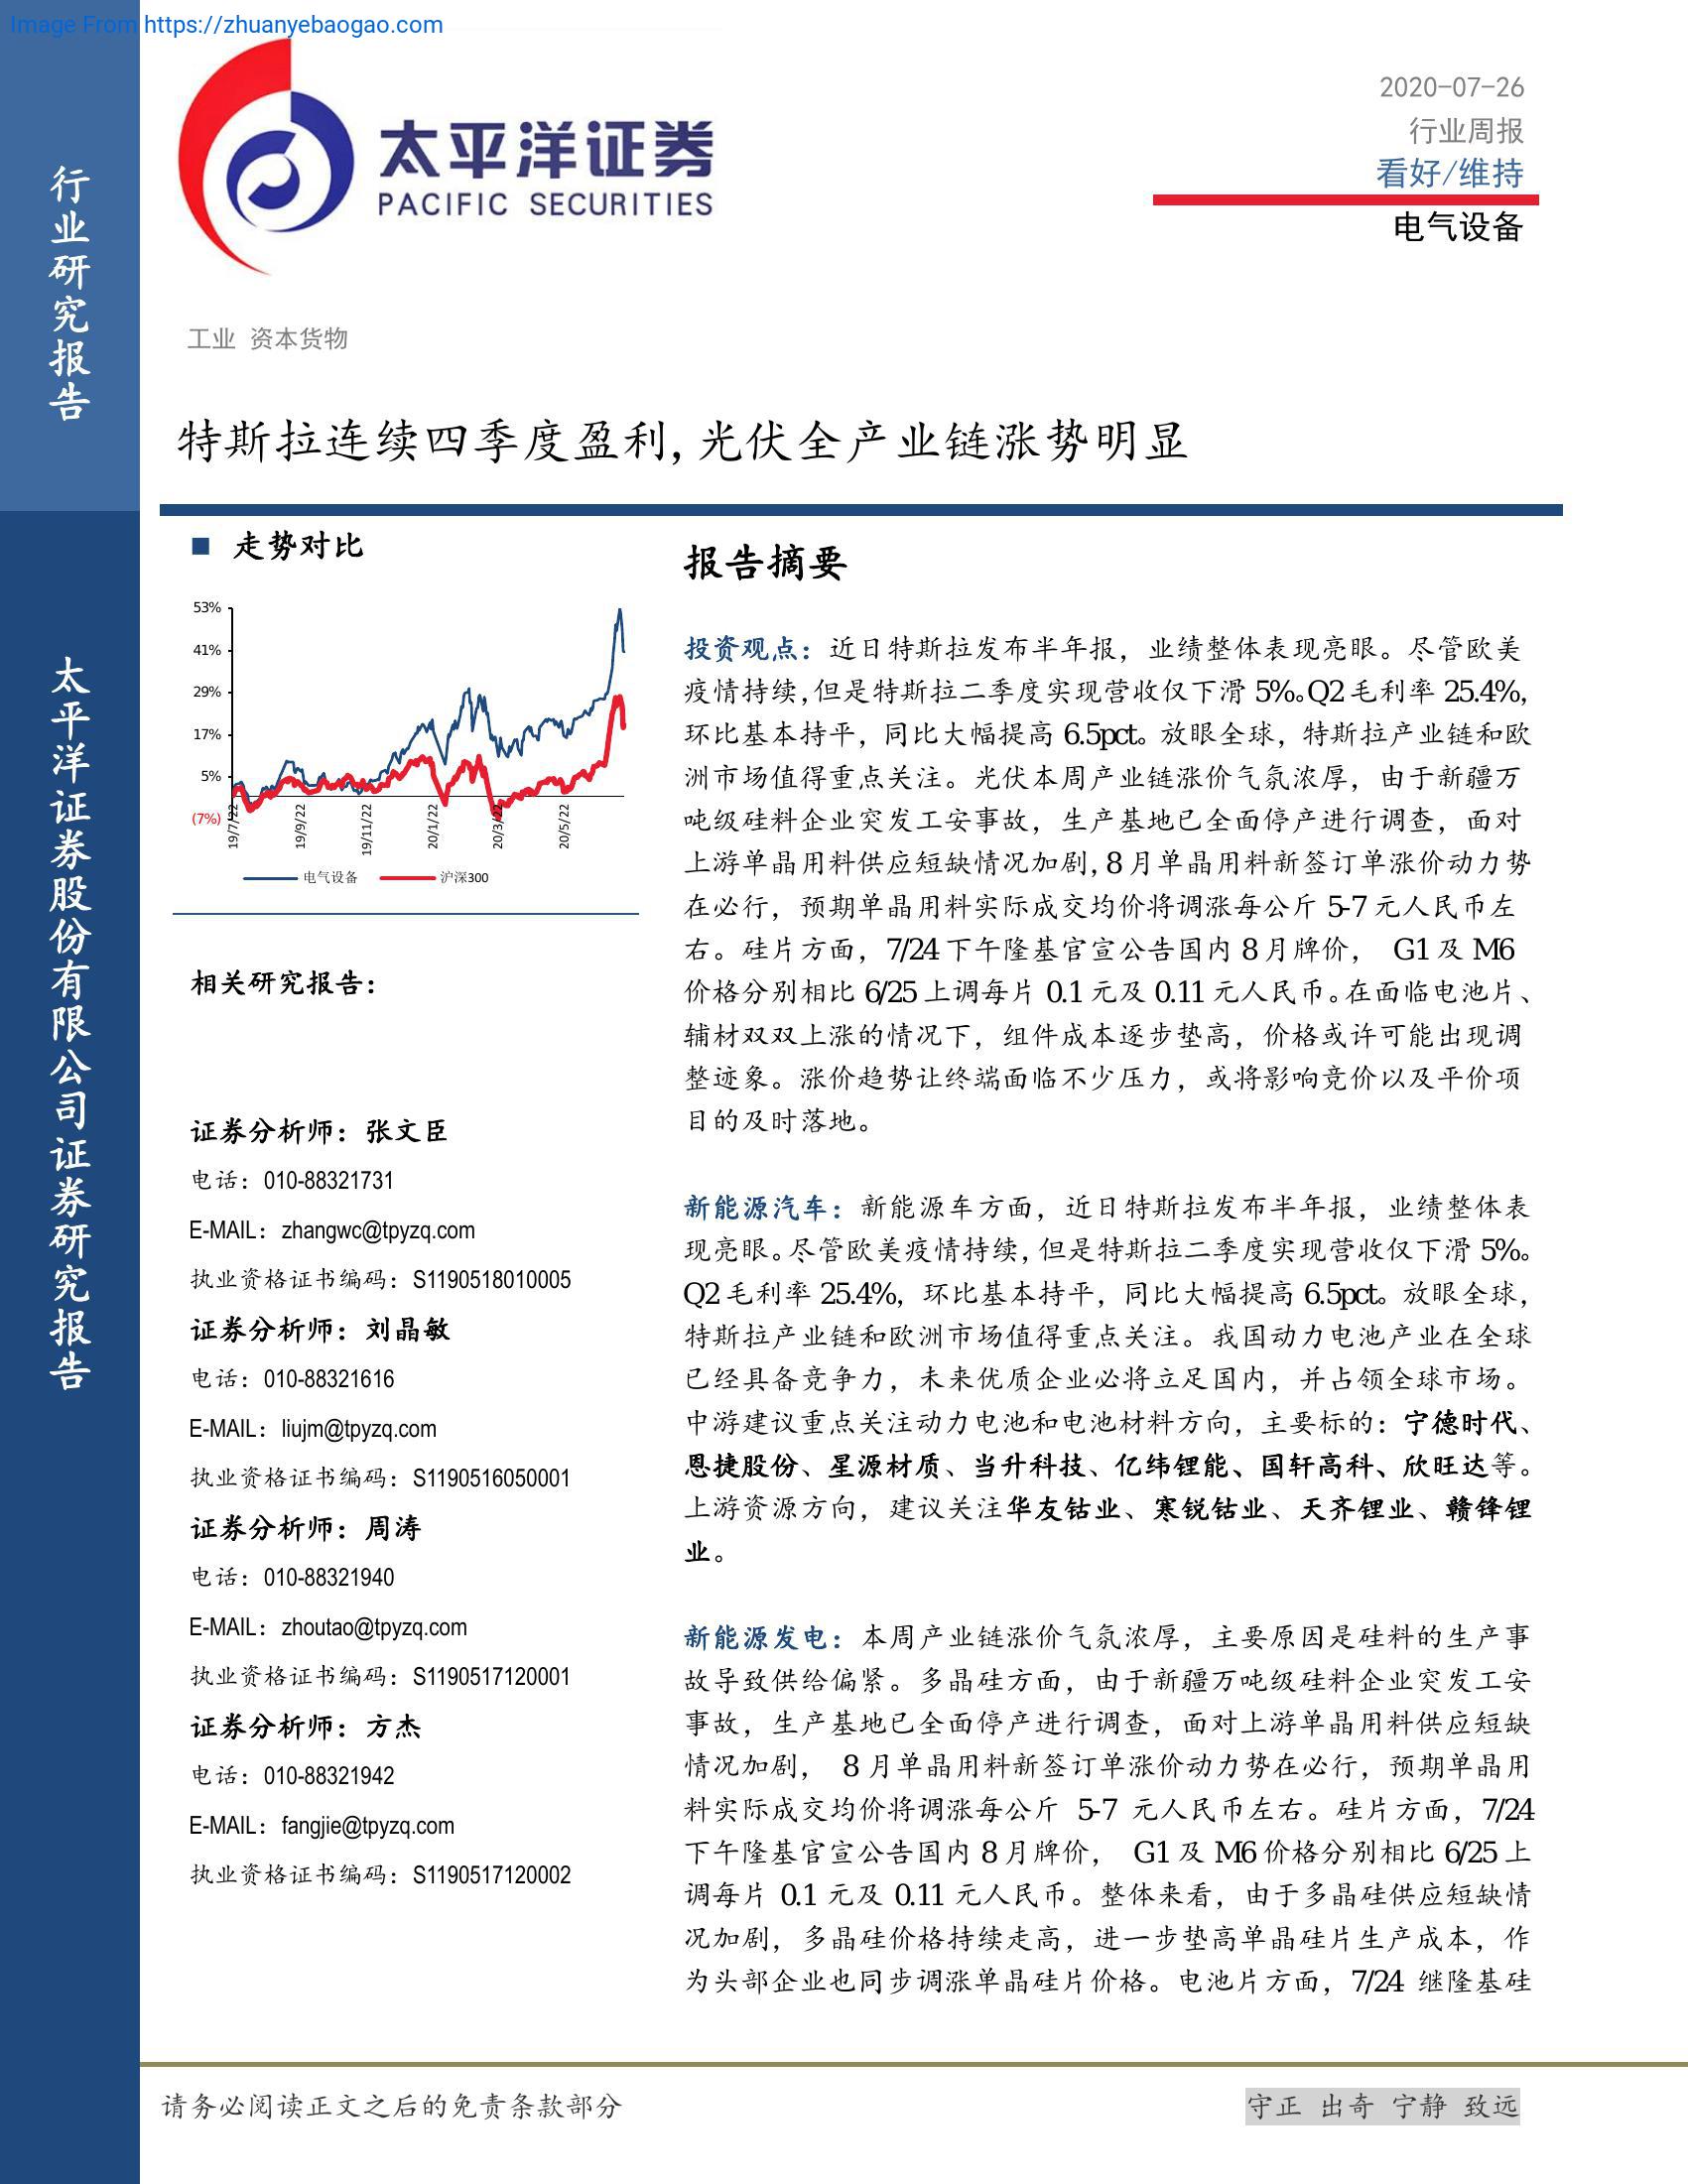 Image From https://zhuanyebaogao.com
行业研究报告
太平洋证券股份有限公司证券研究报告
太平洋证券
PACIFIC SECURITIES
2020-07-26
行业周报
看好/维持
电气设备
工业 资本货物
特斯拉连续四季度盈利,光伏全产业链涨势明显
■ 走势对比
53%
41%
29%
17%
5%
(7%)
19/7/22
19/9/22
19/11/22
20/1/22
20/3/22
20/5/22
电气设备 沪深300
相关研究报告：
证券分析师：张文臣
电话：010-88321731
E-MAIL：zhangwc@tpyzq.com
执业资格证书编码：S1190518010005
证券分析师：刘晶敏
电话：010-88321616
E-MAIL：liujm@tpyzq.com
执业资格证书编码：S1190516050001
证券分析师：周涛
电话：010-88321940
E-MAIL：zhoutao@tpyzq.com
执业资格证书编码：S1190517120001
证券分析师：方杰
电话：010-88321942
E-MAIL：fangjie@tpyzq.com
执业资格证书编码：S1190517120002
报告摘要
投资观点：近日特斯拉发布半年报，业绩整体表现亮眼。尽管欧美
疫情持续,但是特斯拉二季度实现营收仅下滑 5%。Q2 毛利率 25.4%,
环比基本持平，同比大幅提高 6.5pct。放眼全球，特斯拉产业链和欧
洲市场值得重点关注。光伏本周产业链涨价气氛浓厚，由于新疆万
吨级硅料企业突发工安事故，生产基地已全面停产进行调查，面对
上游单晶用料供应短缺情况加剧,8 月单晶用料新签订单涨价动力势
在必行，预期单晶用料实际成交均价将调涨每公斤 5-7 元人民币左
右。硅片方面，7/24 下午隆基官宣公告国内 8 月牌价， G1 及 M6
价格分别相比 6/25 上调每片 0.1 元及 0.11 元人民币。在面临电池片、
辅材双双上涨的情况下，组件成本逐步垫高，价格或许可能出现调
整迹象。涨价趋势让终端面临不少压力，或将影响竞价以及平价项
目的及时落地。
新能源汽车：新能源车方面，近日特斯拉发布半年报，业绩整体表
现亮眼。尽管欧美疫情持续,但是特斯拉二季度实现营收仅下滑 5%。
Q2 毛利率 25.4%, 环比基本持平，同比大幅提高 6.5pct。放眼全球，
特斯拉产业链和欧洲市场值得重点关注。我国动力电池产业在全球
已经具备竞争力，未来优质企业必将立足国内，并占领全球市场。
中游建议重点关注动力电池和电池材料方向，主要标的：宁德时代、
恩捷股份、星源材质、当升科技、亿纬锂能、国轩高科、欣旺达等。
上游资源方向，建议关注华友钴业、寒锐钴业、天齐锂业、赣锋锂
业。
新能源发电：本周产业链涨价气氛浓厚，主要原因是硅料的生产事
故导致供给偏紧。多晶硅方面，由于新疆万吨级硅料企业突发工安
事故，生产基地已全面停产进行调查，面对上游单晶用料供应短缺
情况加剧， 8 月单晶用料新签订单涨价动力势在必行，预期单晶用
料实际成交均价将调涨每公斤 5-7 元人民币左右。硅片方面，7/24
下午隆基官宣公告国内 8 月牌价， G1 及 M6 价格分别相比 6/25 上
调每片 0.1 元及 0.11 元人民币。整体来看，由于多晶硅供应短缺情
况加剧，多晶硅价格持续走高，进一步垫高单晶硅片生产成本，作
为头部企业也同步调涨单晶硅片价格。电池片方面，7/24 继隆基硅
请务必阅读正文之后的免责条款部分
守正 出奇 宁静 致远